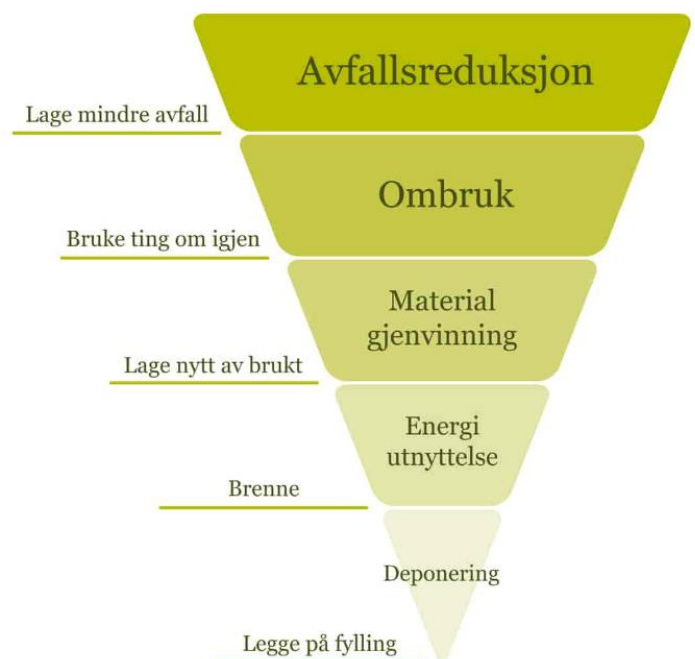 Avfallsreduksjon
Lage mindre avfall
Ombruk
Bruke ting om igjen
Material
gjenvinning
Lage nytt av brukt
Energi
utnyttelse
Brenne
Deponering
Legge på fylling